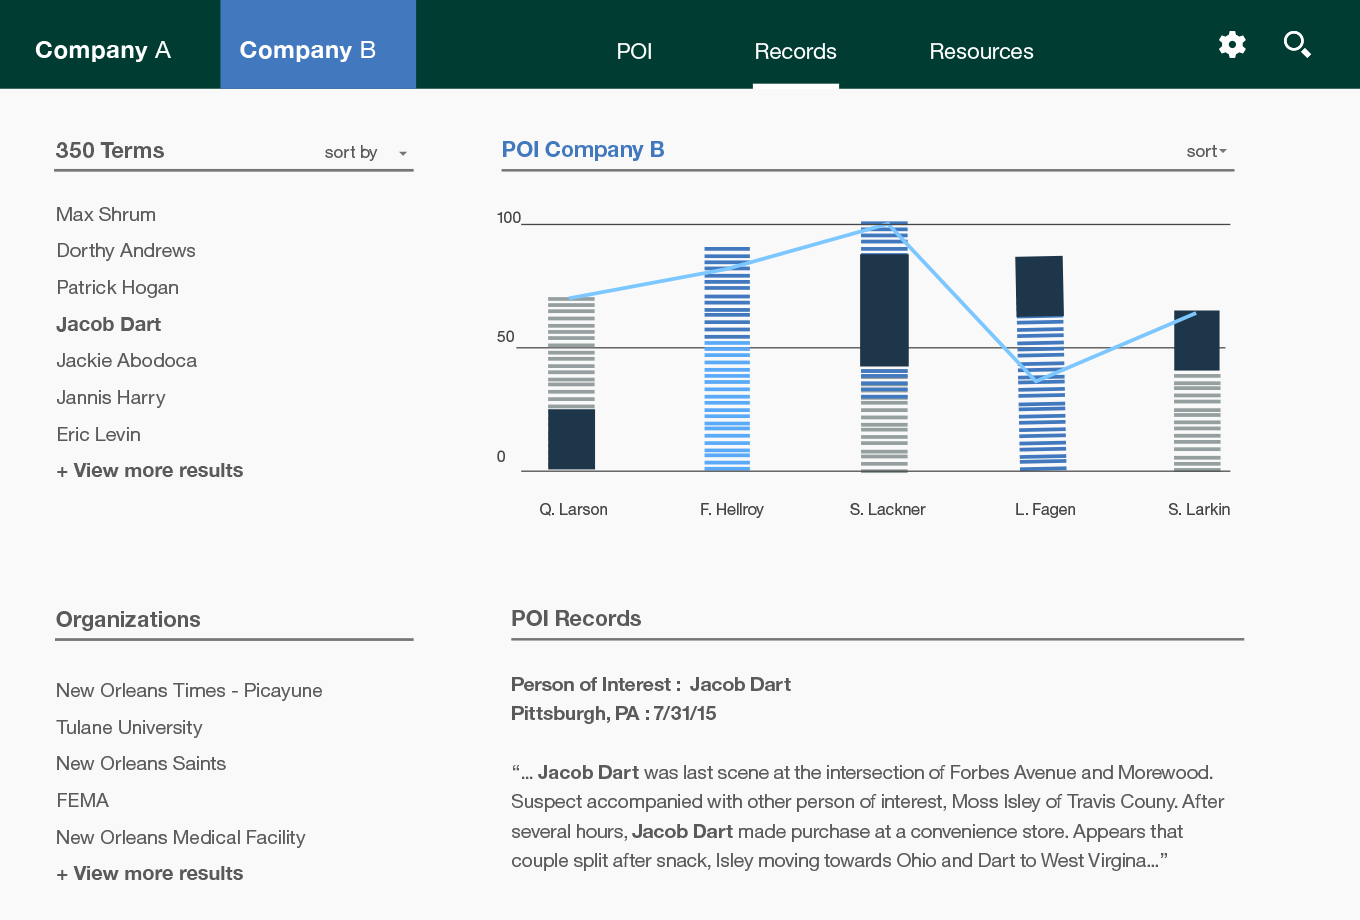 Company A
Company B
POI
Records
Resources
350 Terms
sort by
Max Shrum
Dorthy Andrews
Patrick Hogan
Jacob Dart
Jackie Abodoca
Jannis Harry
Eric Levin
+ View more results
POI Company B
sort
100
50
0
Q. Larson
F. Hellroy
S. Lackner
L. Fagen
S. Larkin
Organizations
New Orleans Times - Picayune
Tulane University
New Orleans Saints
FEMA
New Orleans Medical Facility
+ View more results
POI Records
Person of Interest : Jacob Dart
Pittsburgh, PA : 7/31/15
“... Jacob Dart was last scene at the intersection of Forbes Avenue and Morewood.
Suspect accompanied with other person of interest, Moss Isley of Travis Couny. After
several hours, Jacob Dart made purchase at a convenience store. Appears that
couple split after snack, Isley moving towards Ohio and Dart to West Virgina...”